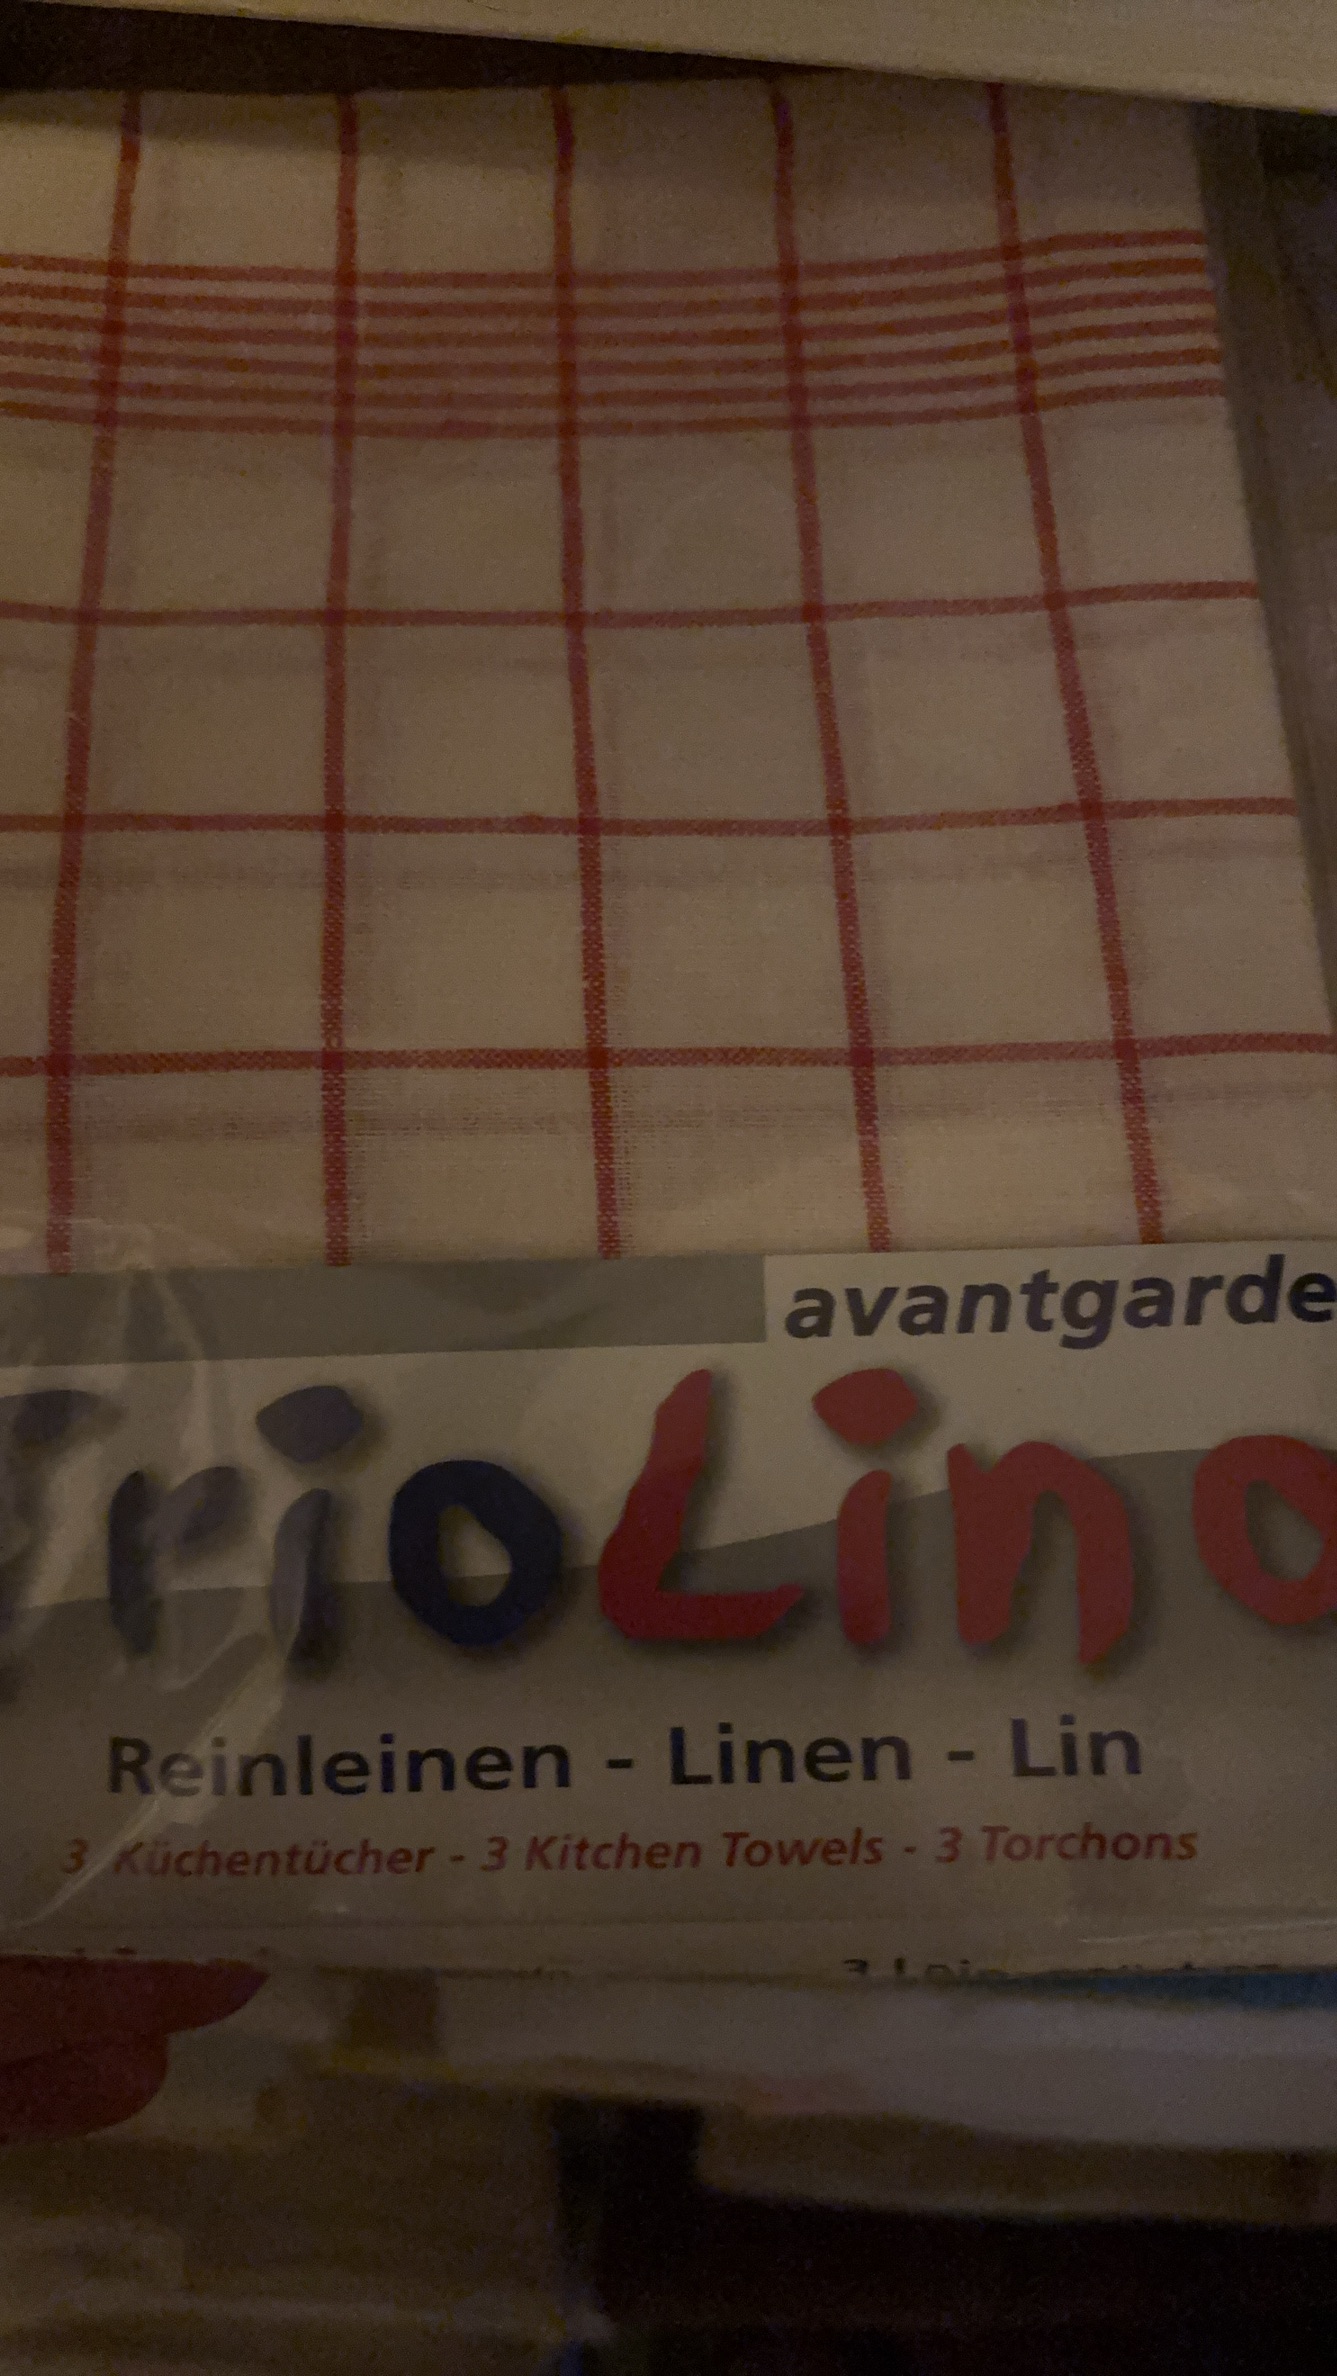 avantgarde
TrioLino
Reinleinen - Linen - Lin
3 Küchentücher - 3 Kitchen Towels - 3 Torchons